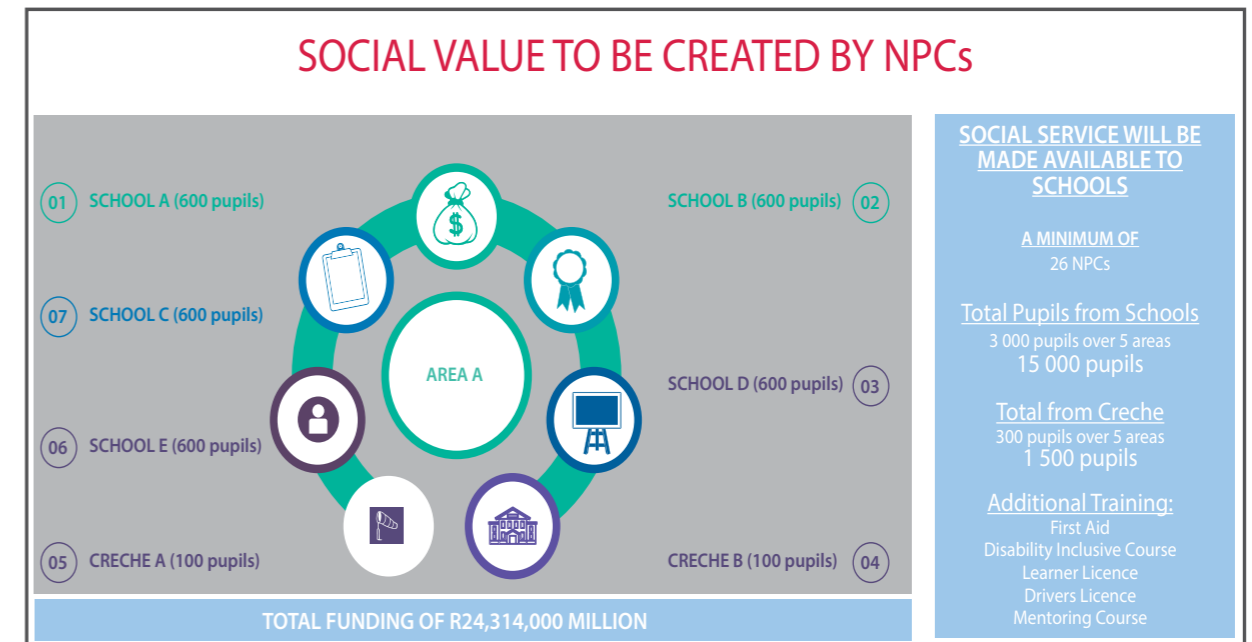 SOCIAL VALUE TO BE CREATED BY NPCs
01 SCHOOL A (600 pupils)
SCHOOL B (600 pupils) 02
$
07 SCHOOL C (600 pupils)
AREA A
SCHOOL D (600 pupils) 03
06 SCHOOL E (600 pupils)
05 CRECHE A (100 pupils)
CRECHE B (100 pupils) 04
TOTAL FUNDING OF R24,314,000 MILLION
SOCIAL SERVICE WILL BE
MADE AVAILABLE TO
SCHOOLS
A MINIMUM OF
26 NPCs
Total Pupils from Schools
3 000 pupils over 5 areas
15 000 pupils
Total from Creche
300 pupils over 5 areas
1 500 pupils
Additional Training:
First Aid
Disability Inclusive Course
Learner Licence
Drivers Licence
Mentoring Course